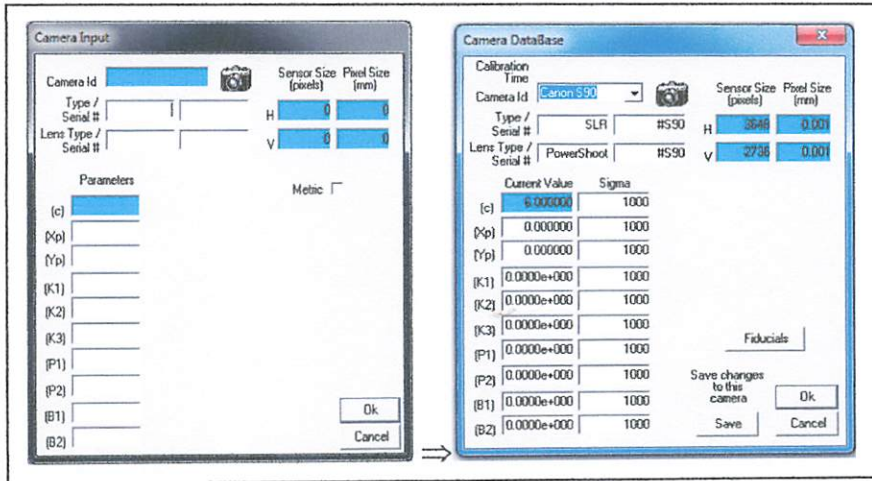 Camera Input
Camera Id
Sensor Size (pixels)
Pixel Size (mm)
Type / Serial #
1
H 0 0
Lens Type / Serial #
V 0 0
Parameters
Metric
(c)
(Xp)
(Yp)
(K1)
(K2)
(K3)
(P1)
(P2)
(B1)
(B2)
Ok
Cancel
⇒
Camera DataBase
X
Calibration Time
Camera Id Canon S90
Sensor Size (pixels)
Pixel Size (mm)
Type / Serial # SLR #S90
H 3648 0.001
Lens Type / Serial # PowerShoot #S90
V 2736 0.001
Current Value Sigma
(c) 6.000000 1000
(Xp) 0.000000 1000
(Yp) 0.000000 1000
(K1) 0.0000e+000 1000
(K2) 0.0000e+000 1000
(K3) 0.0000e+000 1000
(P1) 0.0000e+000 1000
(P2) 0.0000e+000 1000
(B1) 0.0000e+000 1000
(B2) 0.0000e+000 1000
Fiducials
Save changes to this camera
Ok
Save
Cancel